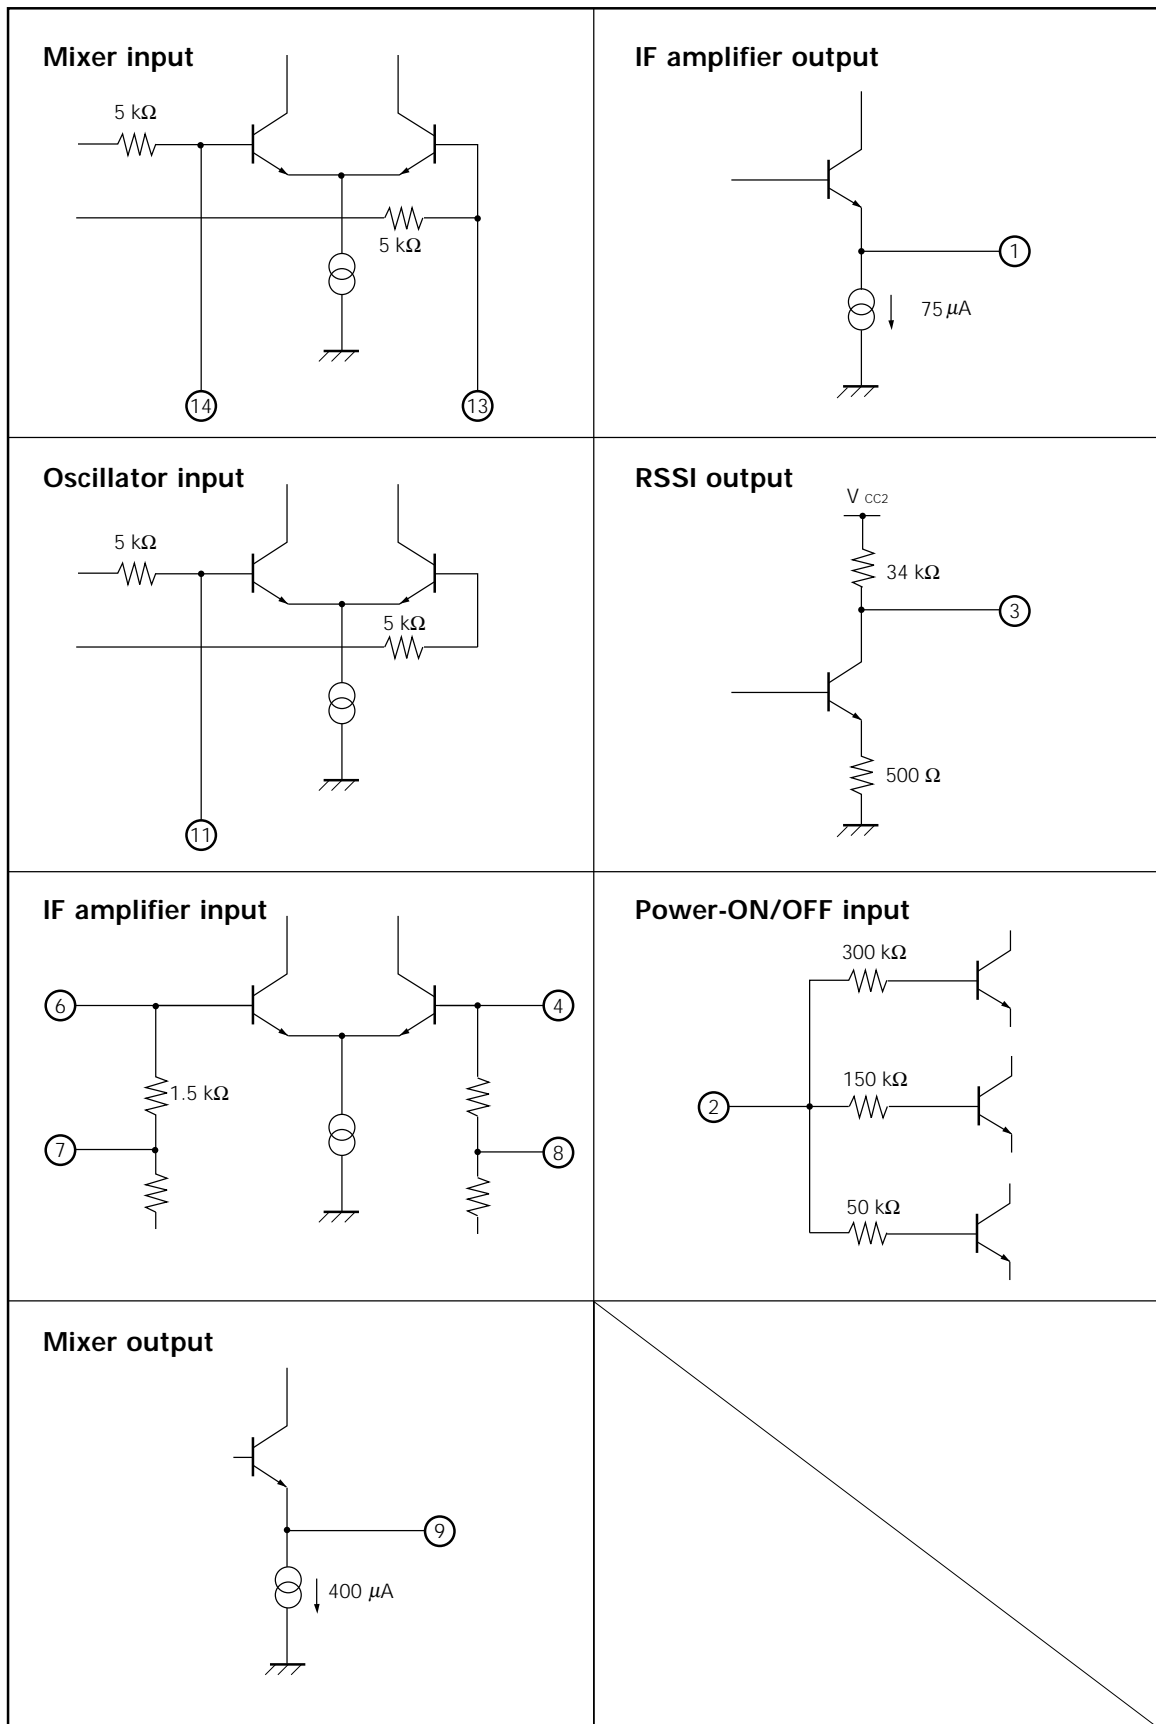 Mixer input
5 kΩ
5 kΩ
14
13
IF amplifier output
1
75 μA
Oscillator input
5 kΩ
5 kΩ
11
RSSI output
V CC2
34 kΩ
3
500 Ω
IF amplifier input
6
4
1.5 kΩ
7
8
Power-ON/OFF input
300 kΩ
150 kΩ
2
50 kΩ
Mixer output
9
400 μA